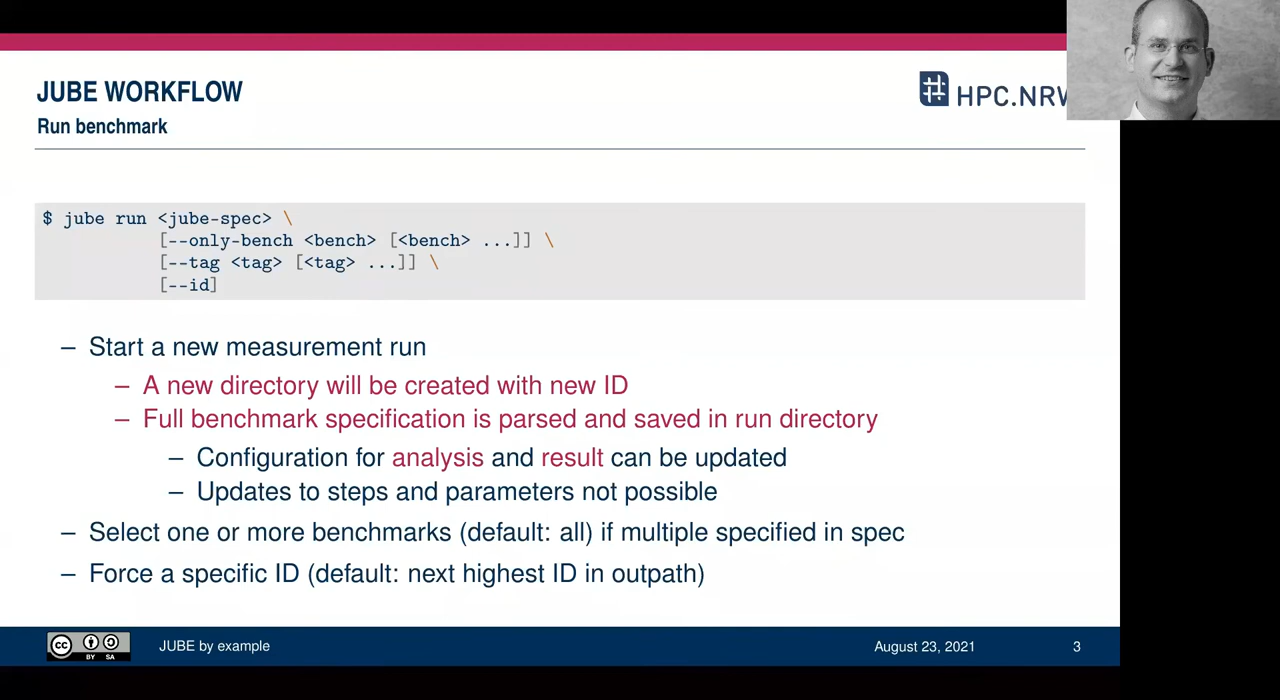 JUBE WORKFLOW
Run benchmark
HPC.NRW
$ jube run <jube-spec> \
[--only-bench <bench> [<bench> ...]] \
[--tag <tag> [<tag> ...]] \
[--id]
– Start a new measurement run
– A new directory will be created with new ID
– Full benchmark specification is parsed and saved in run directory
– Configuration for analysis and result can be updated
– Updates to steps and parameters not possible
– Select one or more benchmarks (default: all) if multiple specified in spec
– Force a specific ID (default: next highest ID in outpath)
cc BY SA
JUBE by example
August 23, 2021
3